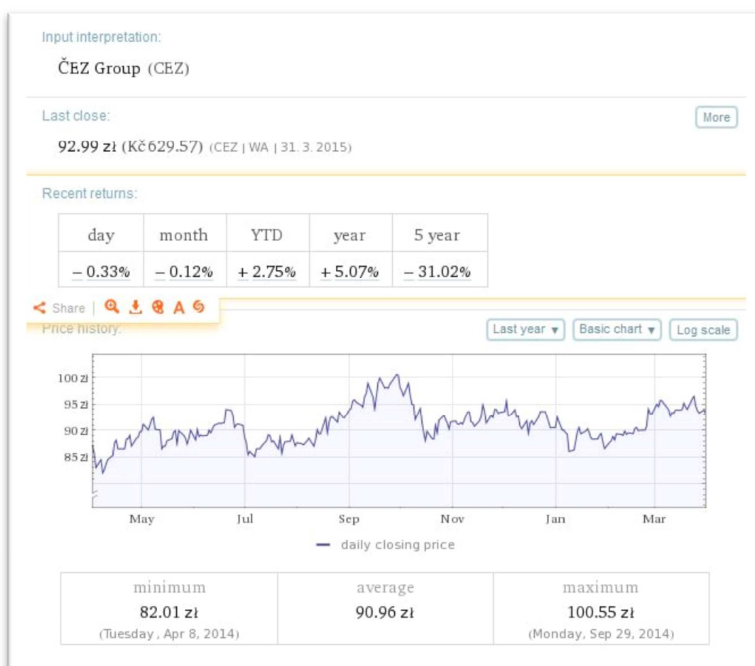 Input interpretation:
ČEZ Group (CEZ)
Last close:
More
92.99 zł (Kč 629.57) (CEZ | WA | 31. 3. 2015)
Recent returns:
day month YTD year 5 year
– 0.33% – 0.12% + 2.75% + 5.07% – 31.02%
Share | A
Price history:
Last year ▾ Basic chart ▾ Log scale
100 zł
95 zł
90 zł
85 zł
May Jul Sep Nov Jan Mar
daily closing price
minimum average maximum
82.01 zł 90.96 zł 100.55 zł
(Tuesday, Apr 8, 2014) (Monday, Sep 29, 2014)